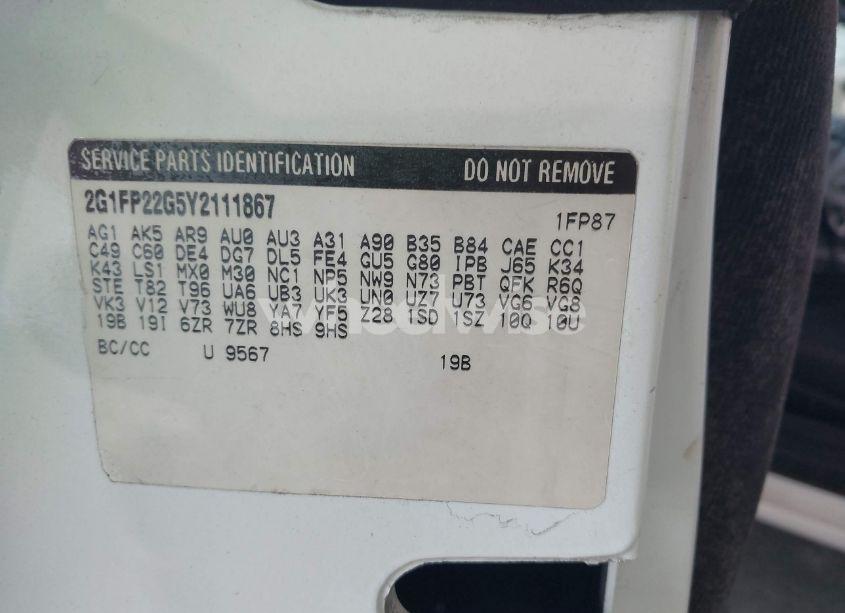 SERVICE PARTS IDENTIFICATION DO NOT REMOVE
2G1FP22G5Y2111867 1FP87
AG1 AK5 AR9 AU0 AU3 A31 A90 B35 B84 CAE CC1
C49 C60 DE4 DG7 DL5 FE4 GU5 G80 IPB J65 K34
K43 LS1 MX0 M30 NC1 NP5 NW9 N73 PBT QFK R6Q
STE T82 T96 UA6 UB3 UK3 UN0 UZ7 U73 VG6 VG8
VK3 V12 V73 WU8 YA7 YF5 Z28 1SD 1SZ 10Q 10U
19B 19I 6ZR 7ZR 8HS 9HS
BC/CC U 9567 19B
wheelwise